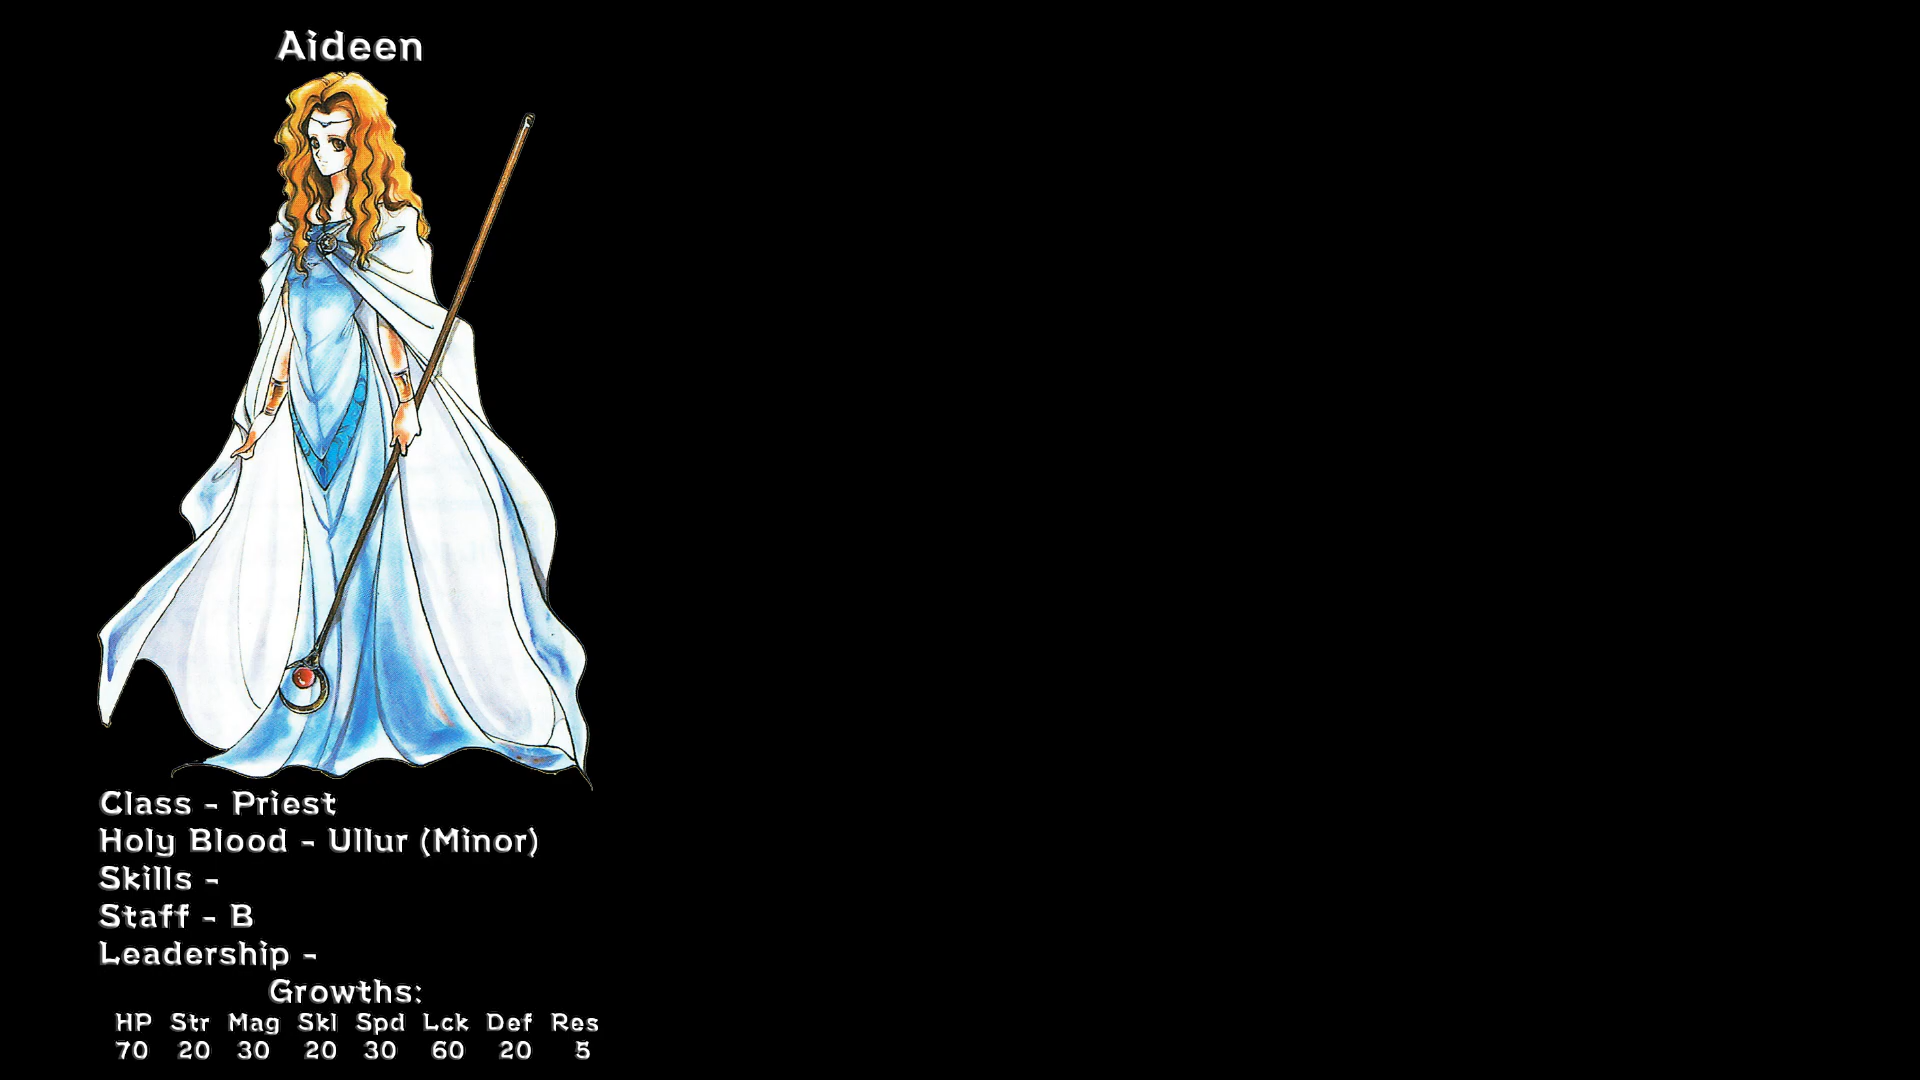 Aideen
Class - Priest
Holy Blood - Ullur (Minor)
Skills -
Staff - B
Leadership -
Growths:
HP Str Mag Skl Spd Lck Def Res
70 20 30 20 30 60 20 5